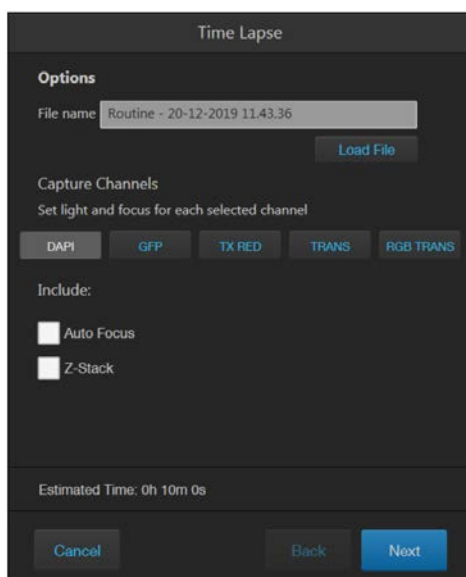 Time Lapse
Options
File name Routine - 20-12-2019 11.43.36
Load File
Capture Channels
Set light and focus for each selected channel
DAPI GFP TX RED TRANS RGB TRANS
Include:
Auto Focus
Z-Stack
Estimated Time: 0h 10m 0s
Cancel Back Next